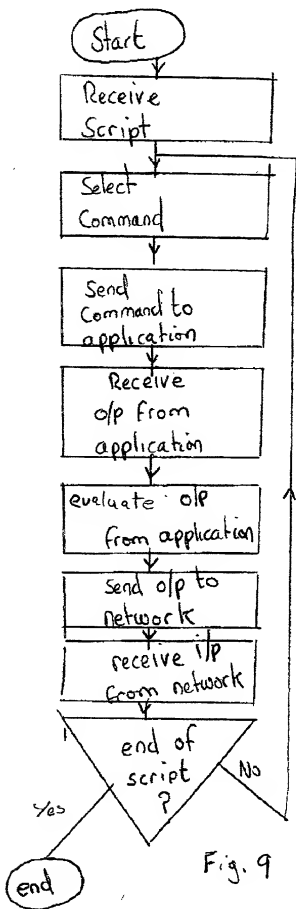 Start
Receive
Script
Select
Command
Send
Command to
application
Receive
o/p from
application
evaluate o/p
from application
Send o/p to
network
receive i/p
from network
end of
script
?
Yes
No
end
Fig. 9